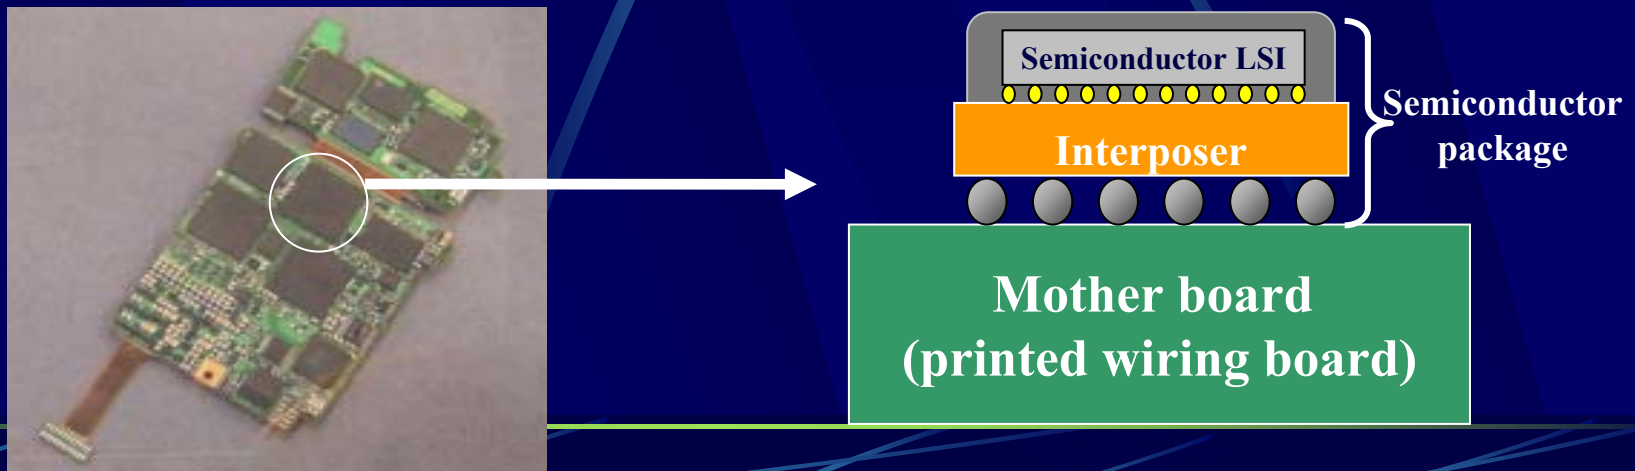 Semiconductor LSI
Interposer
Semiconductor
package
Mother board
(printed wiring board)